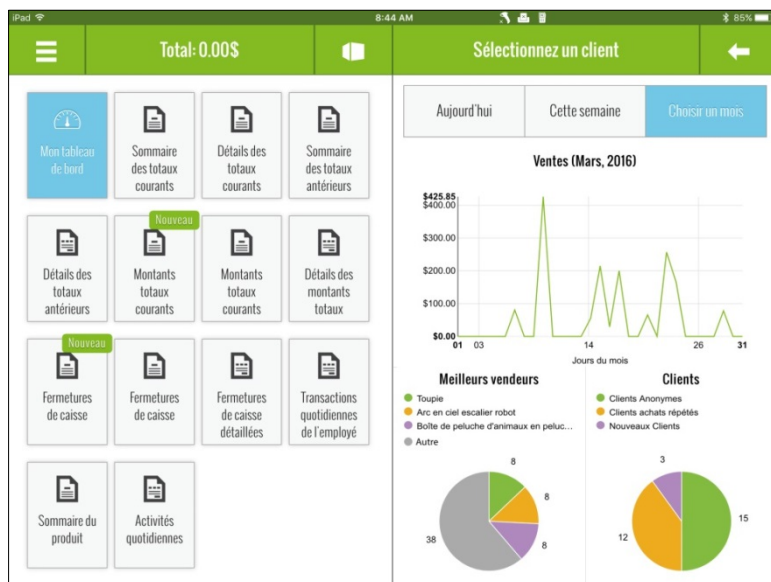 iPad
8:44 AM
85%
Total: 0.00$
Sélectionnez un client
Mon tableau
de bord
Sommaire
des totaux
courants
Détails des
totaux
courants
Sommaire
des totaux
antérieurs
Détails des
totaux
antérieurs
Nouveau
Montants
totaux
courants
Montants
totaux
courants
Détails des
montants
totaux
Nouveau
Fermetures
de caisse
Fermetures
de caisse
Fermetures
de caisse
détaillées
Transactions
quotidiennes
de l'employé
Sommaire du
produit
Activités
quotidiennes
Aujourd'hui
Cette semaine
Choisir un mois
Ventes (Mars, 2016)
$425.85
$400.00
$300.00
$200.00
$100.00
$0.00
01 03 14 26 31
Jours du mois
Meilleurs vendeurs
Toupie
Arc en ciel escalier robot
Boîte de peluche d'animaux en peluc...
Autre
8
8
8
38
Clients
Clients Anonymes
Clients achats répétés
Nouveaux Clients
3
15
12